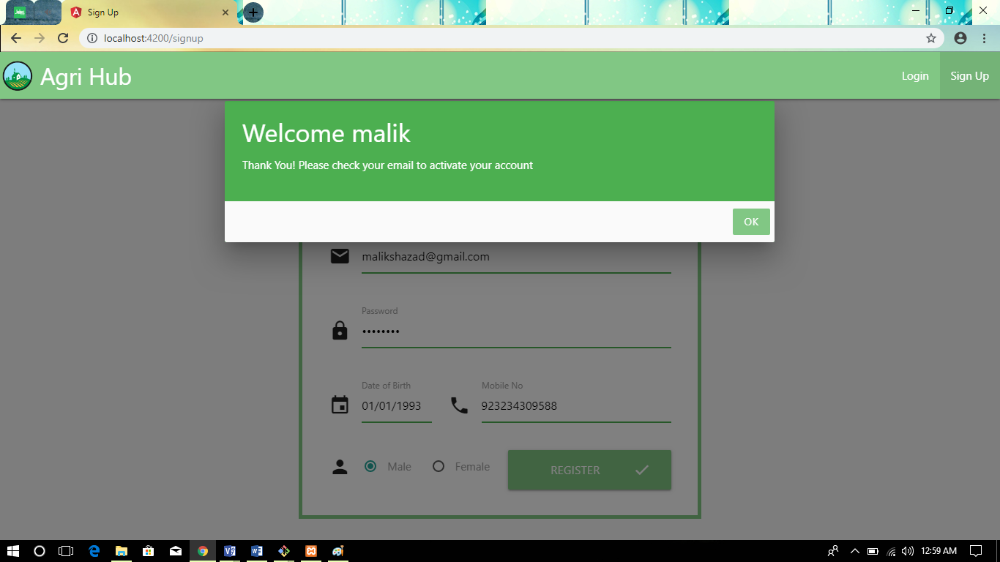 Sign Up
localhost:4200/signup
Agri Hub
Login
Sign Up
Welcome malik
Thank You! Please check your email to activate your account
OK
malikshazad@gmail.com
Password
••••••••
Date of Birth
Mobile No
01/01/1993
923234309588
Male
Female
REGISTER
12:59 AM